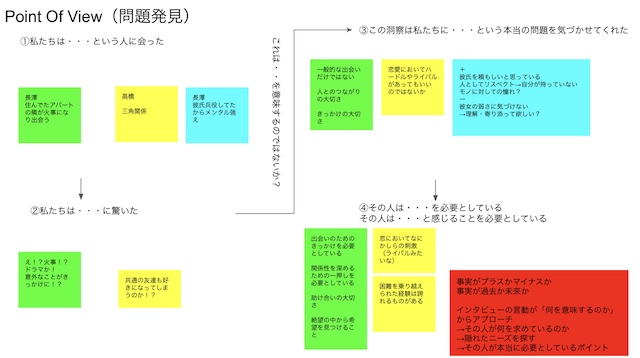 Point Of View（問題発見）
①私たちは・・・という人に会った
長澤
住んでたアパート
の隣が火事にな
り出会う
高橋
三角関係
長澤
彼氏兵役してた
からメンタル強
え
②私たちは・・・に驚いた
え！？火事！？
ドラマか！
意外なことがき
っかけに！？
共通の友達も好
きになってしま
うのか！？
これは・・を意味するのではないか？
③この洞察は私たちに・・・という本当の問題を気づかせてくれた
一般的な出会い
だけではない
人とのつながり
の大切さ
きっかけの大切
さ
恋愛においてハ
ードルやライバル
があってもいい
のではないか
＋
彼氏を頼もしいと思っている
人としてリスペクト→自分が持っていない
モノに対しての憧れ？
ー
彼女の弱さに気づけない
→理解・寄り添って欲しい？
④その人は・・・を必要としている
その人は・・・と感じることを必要としている
出会いのための
きっかけを必要
としている
関係性を深める
ための一押しを
必要としている
助け合いの大切
さ
絶望の中から希
望を見つけること
恋においてなに
かしらの刺激
（ライバルみた
いな）
困難を乗り越え
られた経験は誇
れるものがある
事実がプラスかマイナスか
事実が過去か未来か
インタビューの言動が「何を意味するのか」
からアプローチ
→その人が何を求めているのか
→隠れたニーズを探す
→その人が本当に必要としているポイント